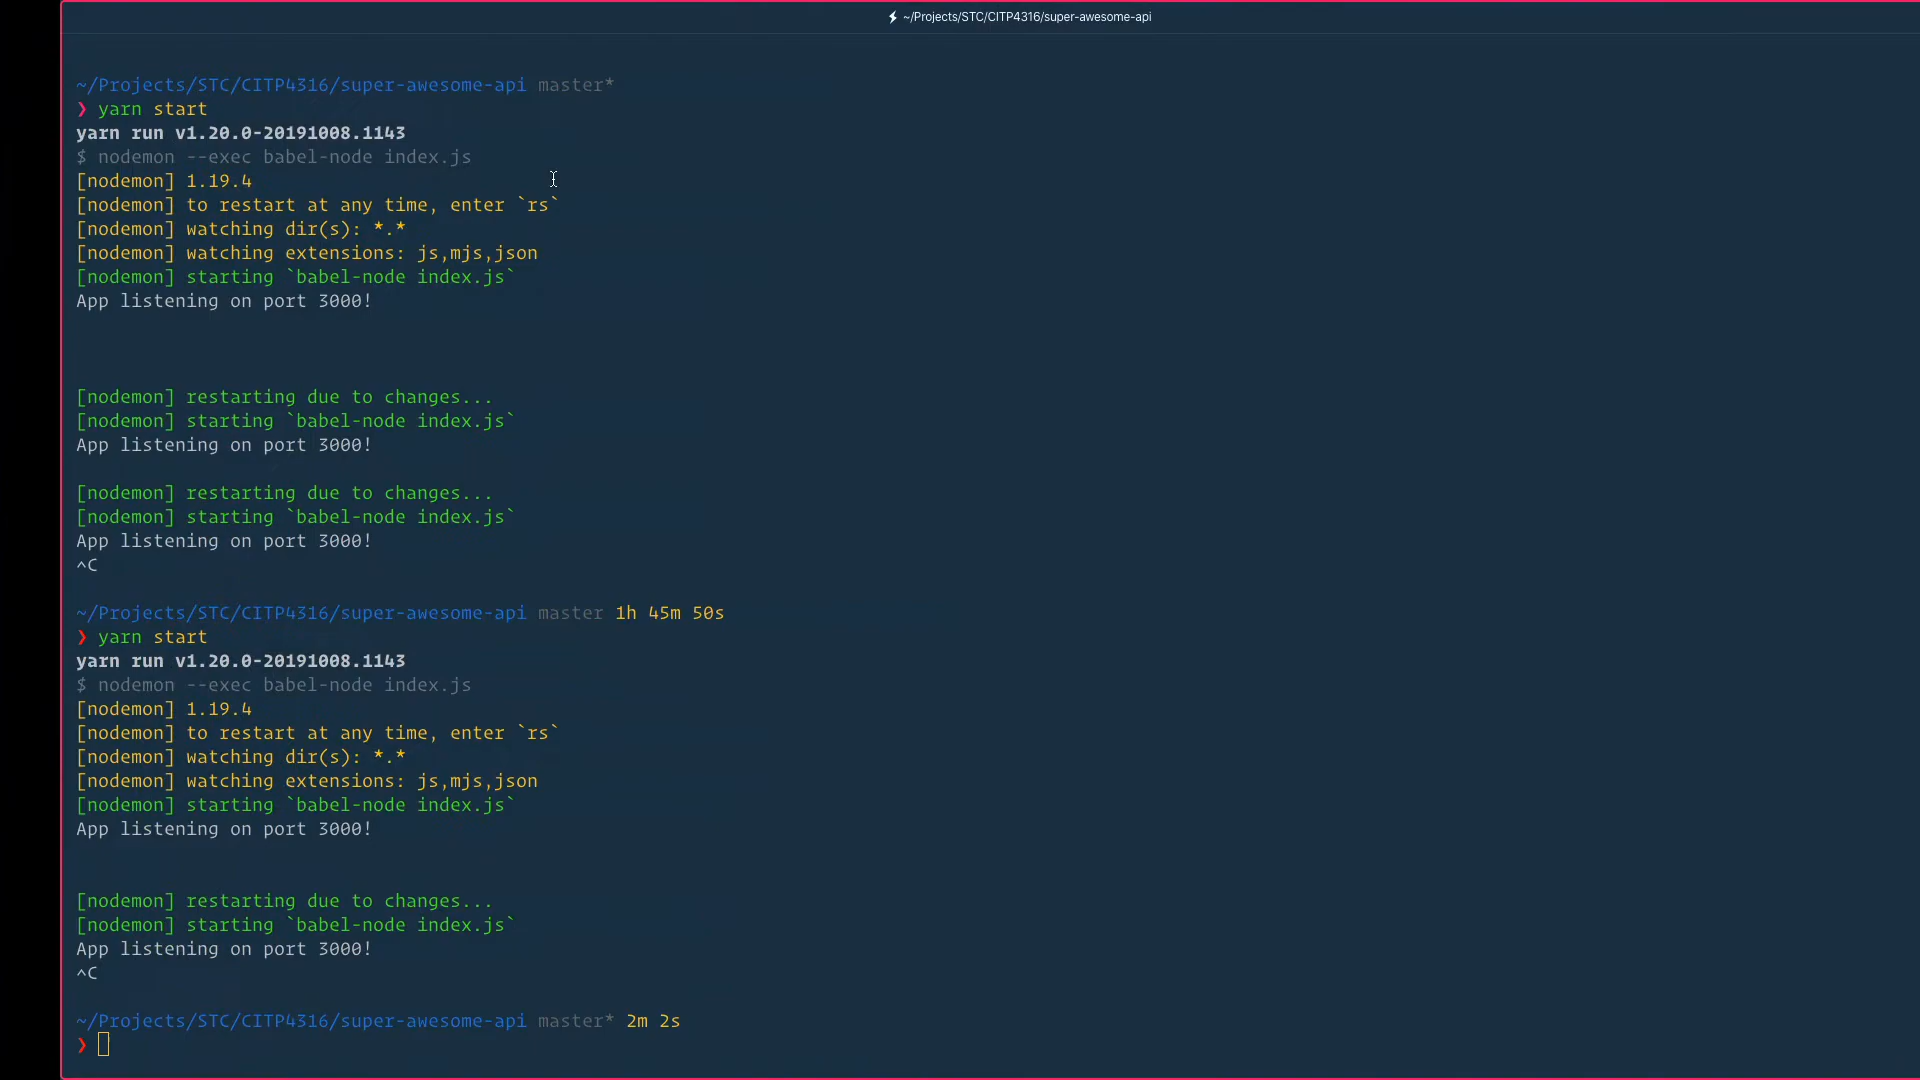 ~/Projects/STC/CITP4316/super-awesome-api
~/Projects/STC/CITP4316/super-awesome-api master*
❯ yarn start
yarn run v1.20.0-20191008.1143
$ nodemon --exec babel-node index.js
[nodemon] 1.19.4
[nodemon] to restart at any time, enter `rs`
[nodemon] watching dir(s): *.*
[nodemon] watching extensions: js,mjs,json
[nodemon] starting `babel-node index.js`
App listening on port 3000!
[nodemon] restarting due to changes...
[nodemon] starting `babel-node index.js`
App listening on port 3000!
[nodemon] restarting due to changes...
[nodemon] starting `babel-node index.js`
App listening on port 3000!
^C
~/Projects/STC/CITP4316/super-awesome-api master 1h 45m 50s
❯ yarn start
yarn run v1.20.0-20191008.1143
$ nodemon --exec babel-node index.js
[nodemon] 1.19.4
[nodemon] to restart at any time, enter `rs`
[nodemon] watching dir(s): *.*
[nodemon] watching extensions: js,mjs,json
[nodemon] starting `babel-node index.js`
App listening on port 3000!
[nodemon] restarting due to changes...
[nodemon] starting `babel-node index.js`
App listening on port 3000!
^C
~/Projects/STC/CITP4316/super-awesome-api master* 2m 2s
❯